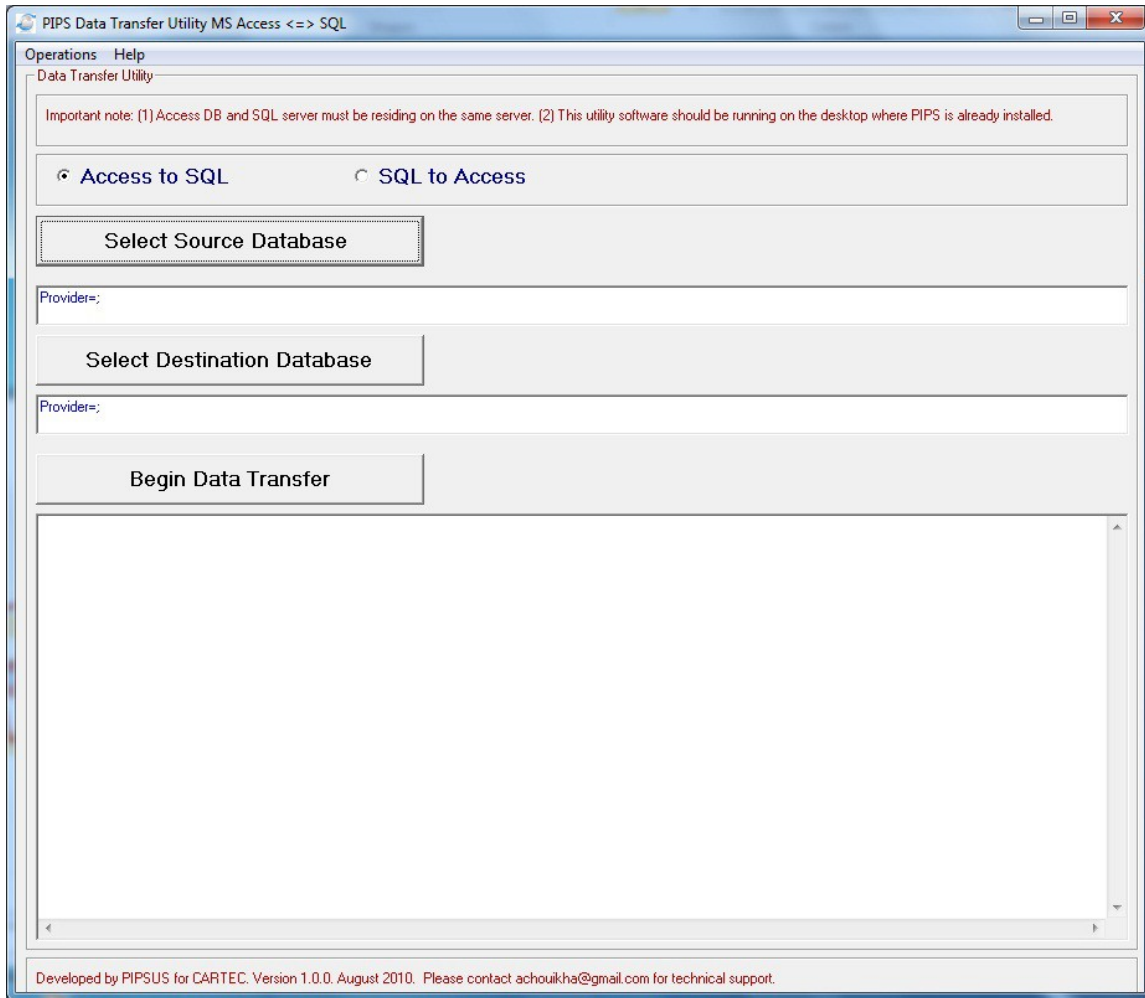 PIPS Data Transfer Utility MS Access <=> SQL
Operations Help
Data Transfer Utility
Important note: (1) Access DB and SQL server must be residing on the same server. (2) This utility software should be running on the desktop where PIPS is already installed.
Access to SQL SQL to Access
Select Source Database
Provider=;
Select Destination Database
Provider=;
Begin Data Transfer
Developed by PIPSUS for CARTEC. Version 1.0.0. August 2010. Please contact achouikha@gmail.com for technical support.